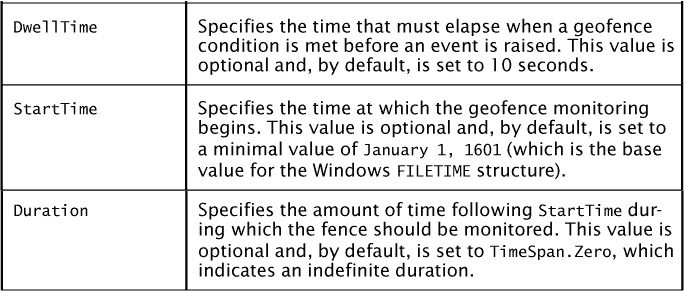 DwellTime
Specifies the time that must elapse when a geofence
condition is met before an event is raised. This value is
optional and, by default, is set to 10 seconds.
StartTime
Specifies the time at which the geofence monitoring
begins. This value is optional and, by default, is set to
a minimal value of January 1, 1601 (which is the base
value for the Windows FILETIME structure).
Duration
Specifies the amount of time following StartTime dur-
ing which the fence should be monitored. This value is
optional and, by default, is set to TimeSpan.Zero, which
indicates an indefinite duration.